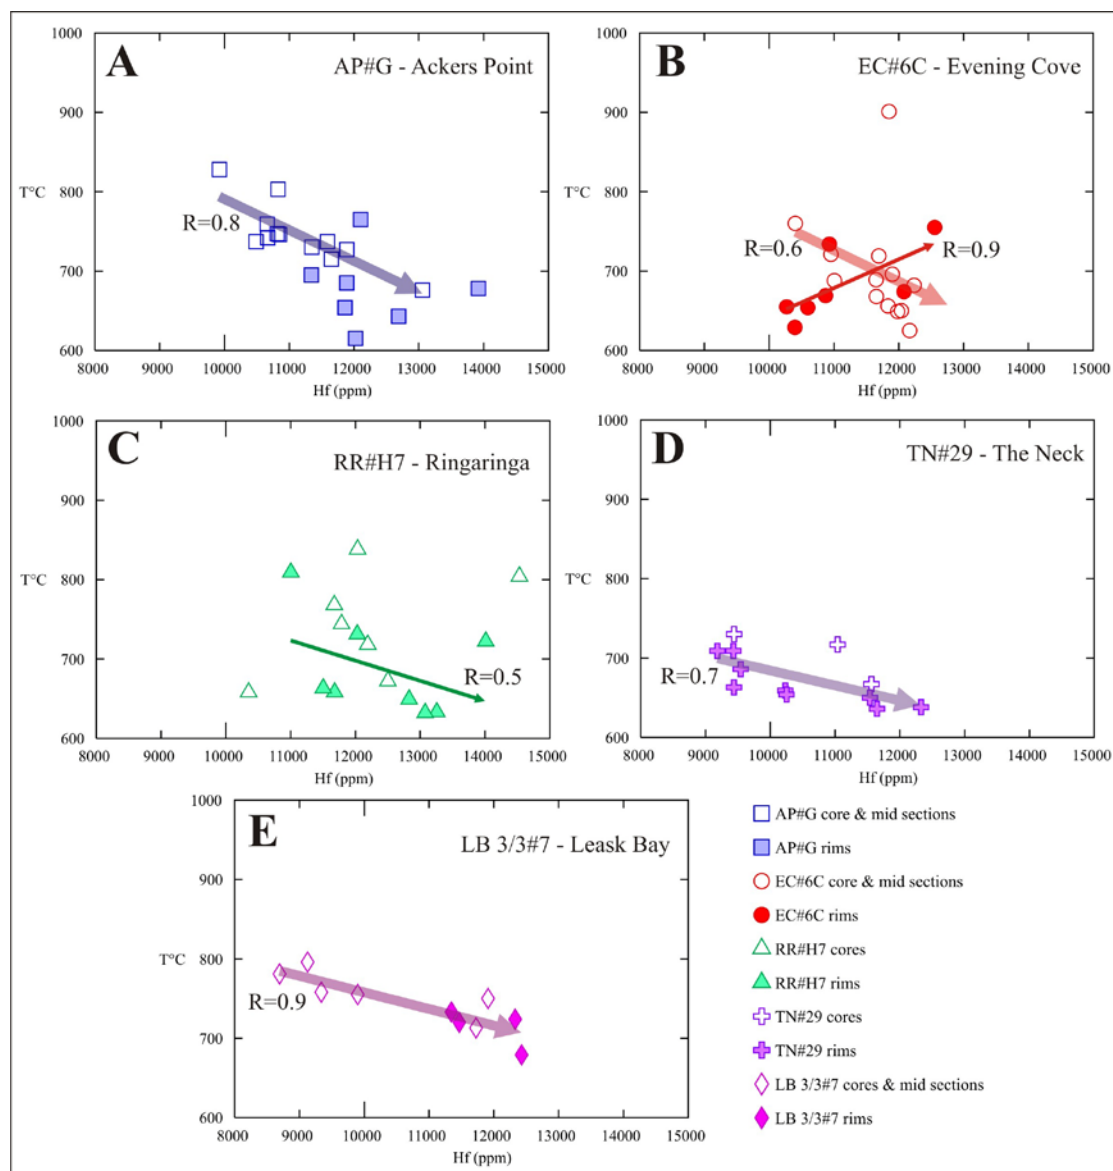 A
AP#G - Ackers Point
1000
900
800
T°C
700
600
R=0.8
8000 9000 10000 11000 12000 13000 14000 15000
Hf (ppm)
B
EC#6C - Evening Cove
1000
900
800
T°C
700
600
R=0.6
R=0.9
8000 9000 10000 11000 12000 13000 14000 15000
Hf (ppm)
C
RR#H7 - Ringaringa
1000
900
800
T°C
700
600
R=0.5
8000 9000 10000 11000 12000 13000 14000 15000
Hf (ppm)
D
TN#29 - The Neck
1000
900
800
T°C
700
600
R=0.7
8000 9000 10000 11000 12000 13000 14000 15000
Hf (ppm)
E
LB 3/3#7 - Leask Bay
1000
900
800
T°C
700
600
R=0.9
8000 9000 10000 11000 12000 13000 14000 15000
Hf (ppm)
AP#G core & mid sections
AP#G rims
EC#6C core & mid sections
EC#6C rims
RR#H7 cores
RR#H7 rims
TN#29 cores
TN#29 rims
LB 3/3#7 cores & mid sections
LB 3/3#7 rims